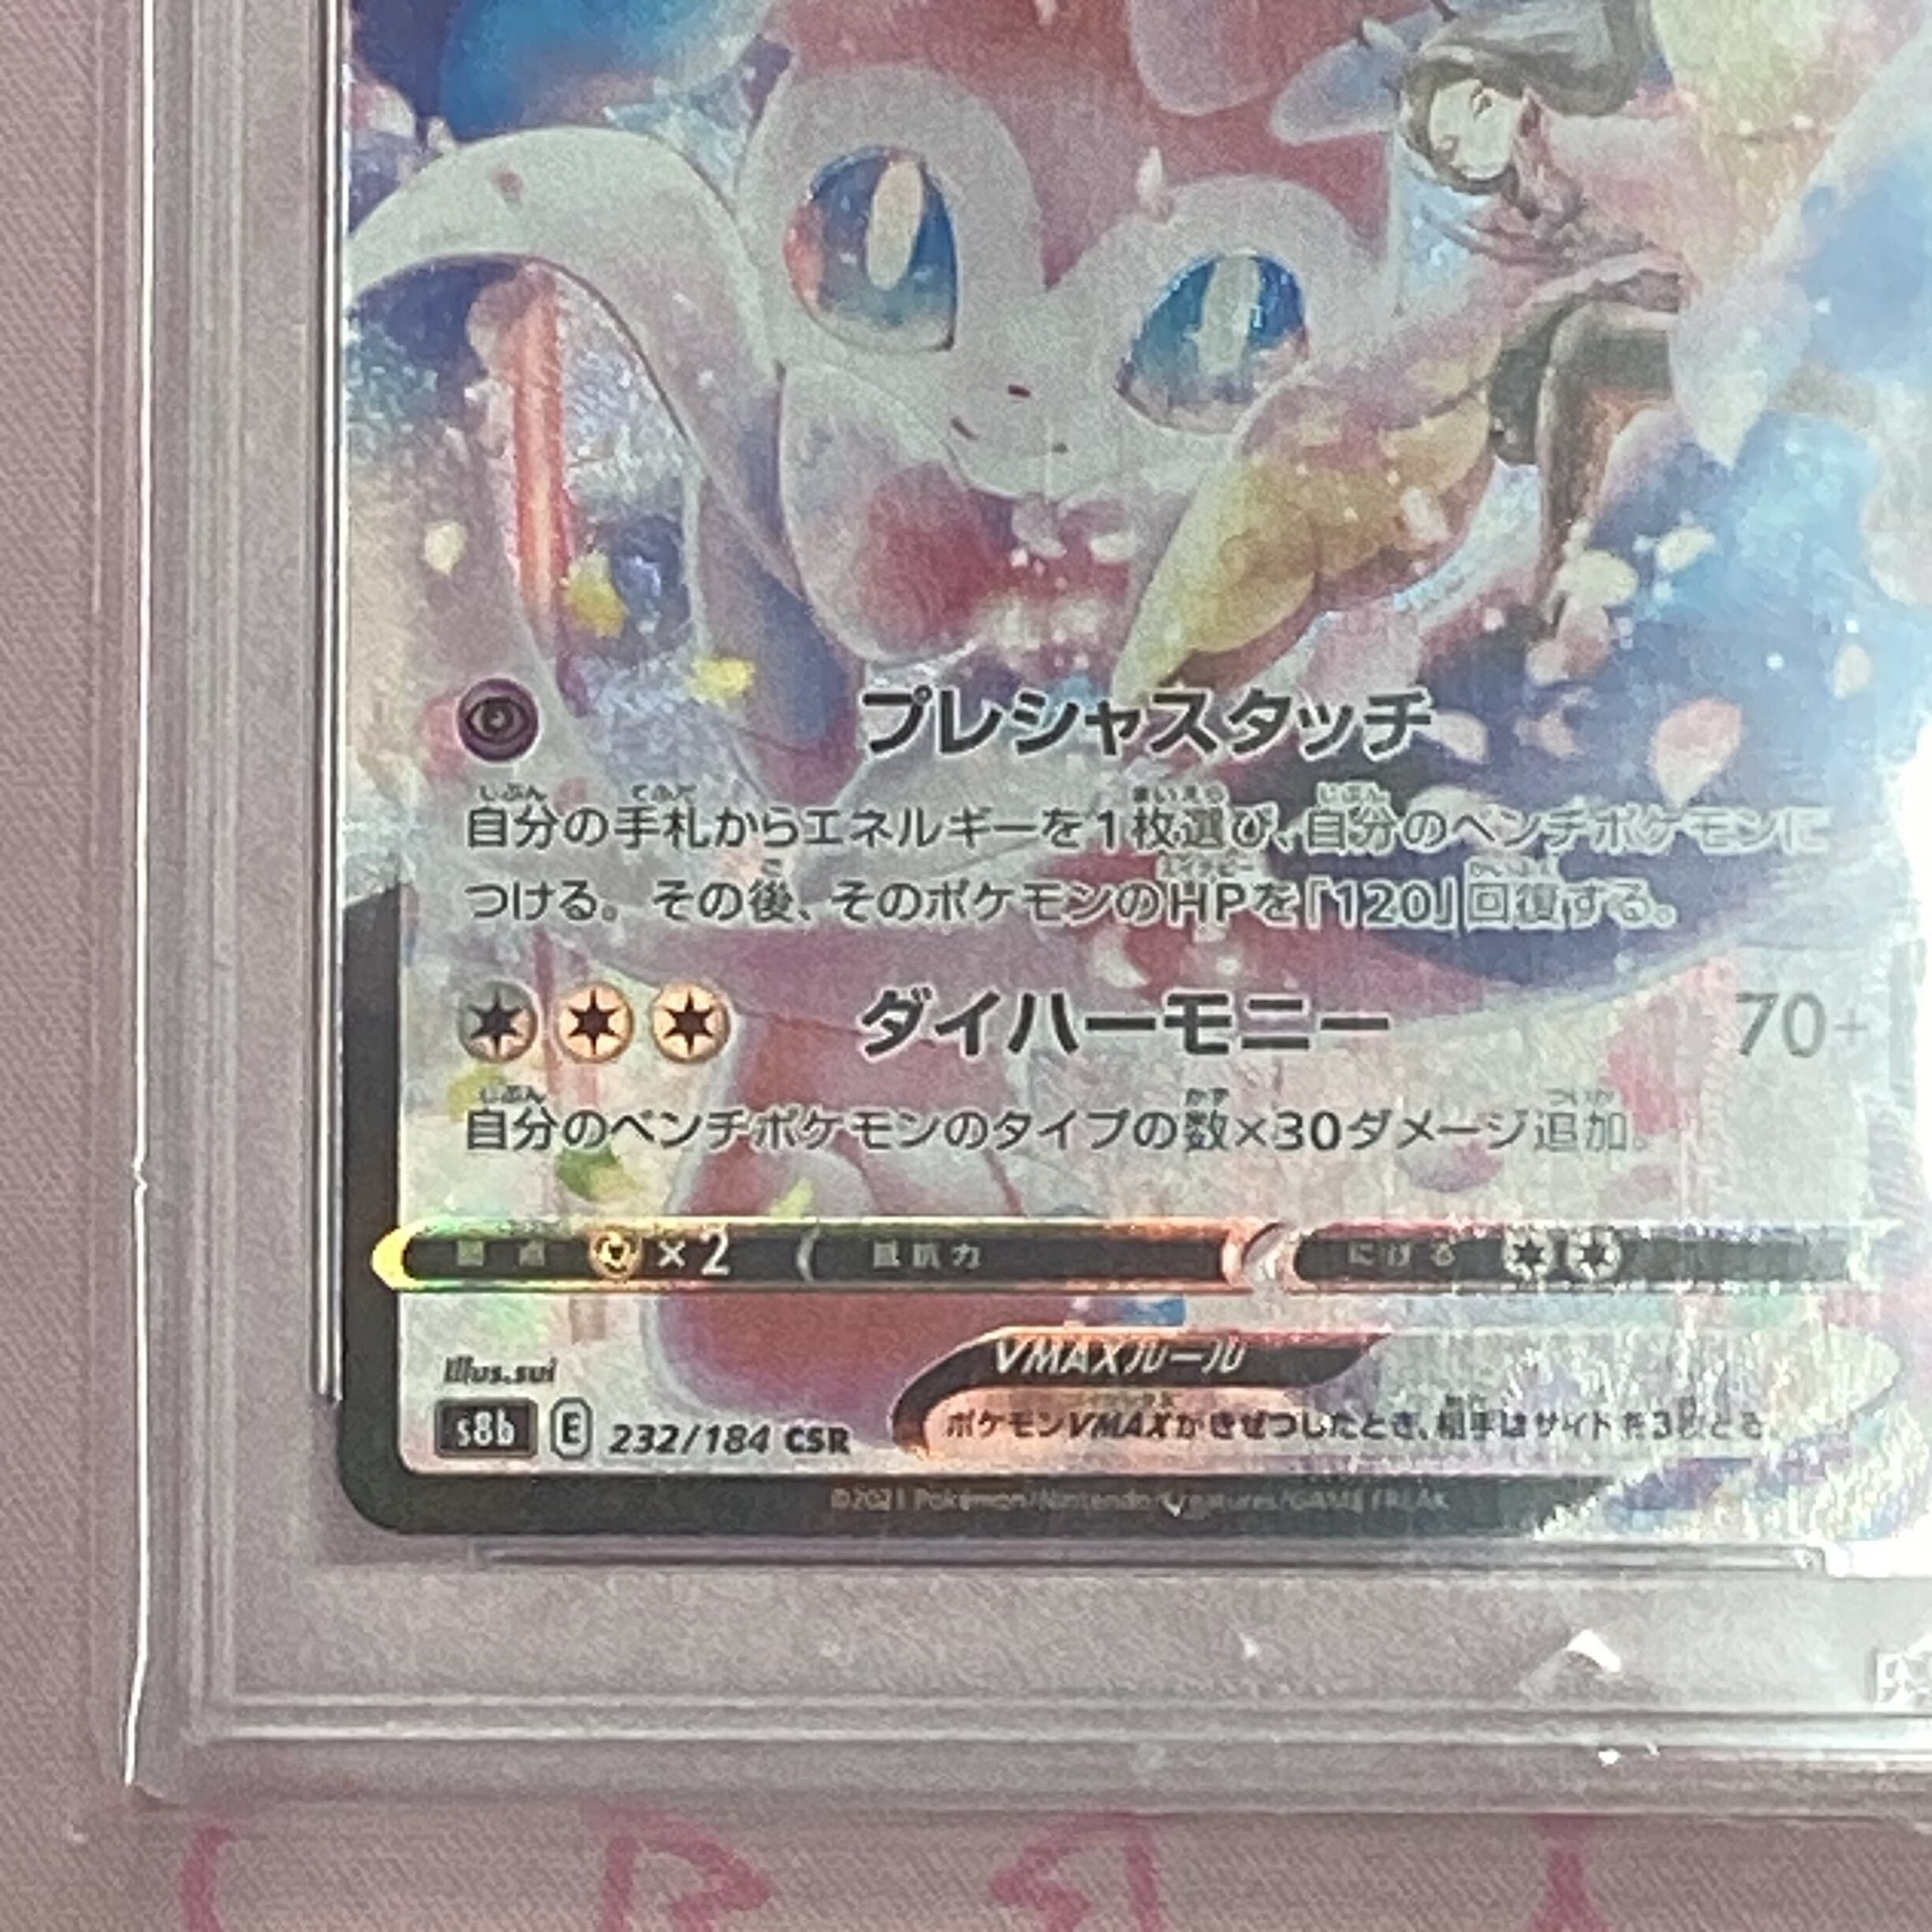 プレシャスタッチ
自分の手札からエネルギーを1枚選び、自分のベンチポケモンに
つける。その後、そのポケモンのHPを「120」回復する。
ダイハーモニー 70+
自分のベンチポケモンのタイプの数×30ダメージ追加。
弱点 ×2 抵抗力 にげる
Illus.sui
VMAXルール
s8b E 232/184 CSR
ポケモンVMAXがきぜつしたとき、相手はサイドを3枚とる。
©2021 Pokémon/Nintendo/Creatures/GAME FREAK